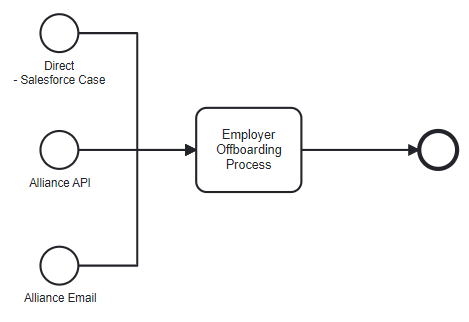 Direct
- Salesforce Case
Employer
Offboarding
Process
Alliance API
Alliance Email